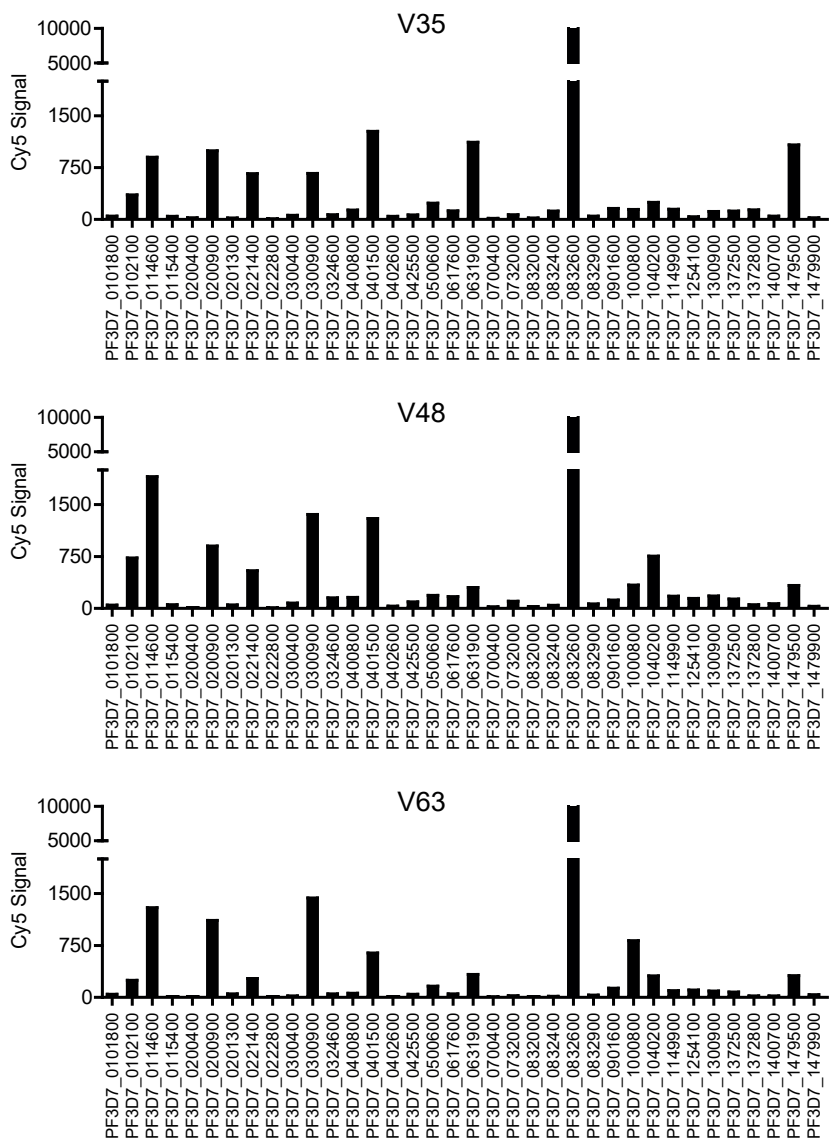 V35
10000
5000
1500
750
0
Cy5 Signal
PF3D7_0101800
PF3D7_0102100
PF3D7_0114600
PF3D7_0115400
PF3D7_0200400
PF3D7_0200900
PF3D7_0201300
PF3D7_0221400
PF3D7_0222800
PF3D7_0300400
PF3D7_0300900
PF3D7_0324600
PF3D7_0400800
PF3D7_0401500
PF3D7_0402600
PF3D7_0425500
PF3D7_0500600
PF3D7_0617600
PF3D7_0631900
PF3D7_0700400
PF3D7_0732000
PF3D7_0832000
PF3D7_0832400
PF3D7_0832600
PF3D7_0832900
PF3D7_0901600
PF3D7_1000800
PF3D7_1040200
PF3D7_1149900
PF3D7_1254100
PF3D7_1300900
PF3D7_1372500
PF3D7_1372800
PF3D7_1400700
PF3D7_1479500
PF3D7_1479900
V48
10000
5000
1500
750
0
Cy5 Signal
PF3D7_0101800
PF3D7_0102100
PF3D7_0114600
PF3D7_0115400
PF3D7_0200400
PF3D7_0200900
PF3D7_0201300
PF3D7_0221400
PF3D7_0222800
PF3D7_0300400
PF3D7_0300900
PF3D7_0324600
PF3D7_0400800
PF3D7_0401500
PF3D7_0402600
PF3D7_0425500
PF3D7_0500600
PF3D7_0617600
PF3D7_0631900
PF3D7_0700400
PF3D7_0732000
PF3D7_0832000
PF3D7_0832400
PF3D7_0832600
PF3D7_0832900
PF3D7_0901600
PF3D7_1000800
PF3D7_1040200
PF3D7_1149900
PF3D7_1254100
PF3D7_1300900
PF3D7_1372500
PF3D7_1372800
PF3D7_1400700
PF3D7_1479500
PF3D7_1479900
V63
10000
5000
1500
750
0
Cy5 Signal
PF3D7_0101800
PF3D7_0102100
PF3D7_0114600
PF3D7_0115400
PF3D7_0200400
PF3D7_0200900
PF3D7_0201300
PF3D7_0221400
PF3D7_0222800
PF3D7_0300400
PF3D7_0300900
PF3D7_0324600
PF3D7_0400800
PF3D7_0401500
PF3D7_0402600
PF3D7_0425500
PF3D7_0500600
PF3D7_0617600
PF3D7_0631900
PF3D7_0700400
PF3D7_0732000
PF3D7_0832000
PF3D7_0832400
PF3D7_0832600
PF3D7_0832900
PF3D7_0901600
PF3D7_1000800
PF3D7_1040200
PF3D7_1149900
PF3D7_1254100
PF3D7_1300900
PF3D7_1372500
PF3D7_1372800
PF3D7_1400700
PF3D7_1479500
PF3D7_1479900